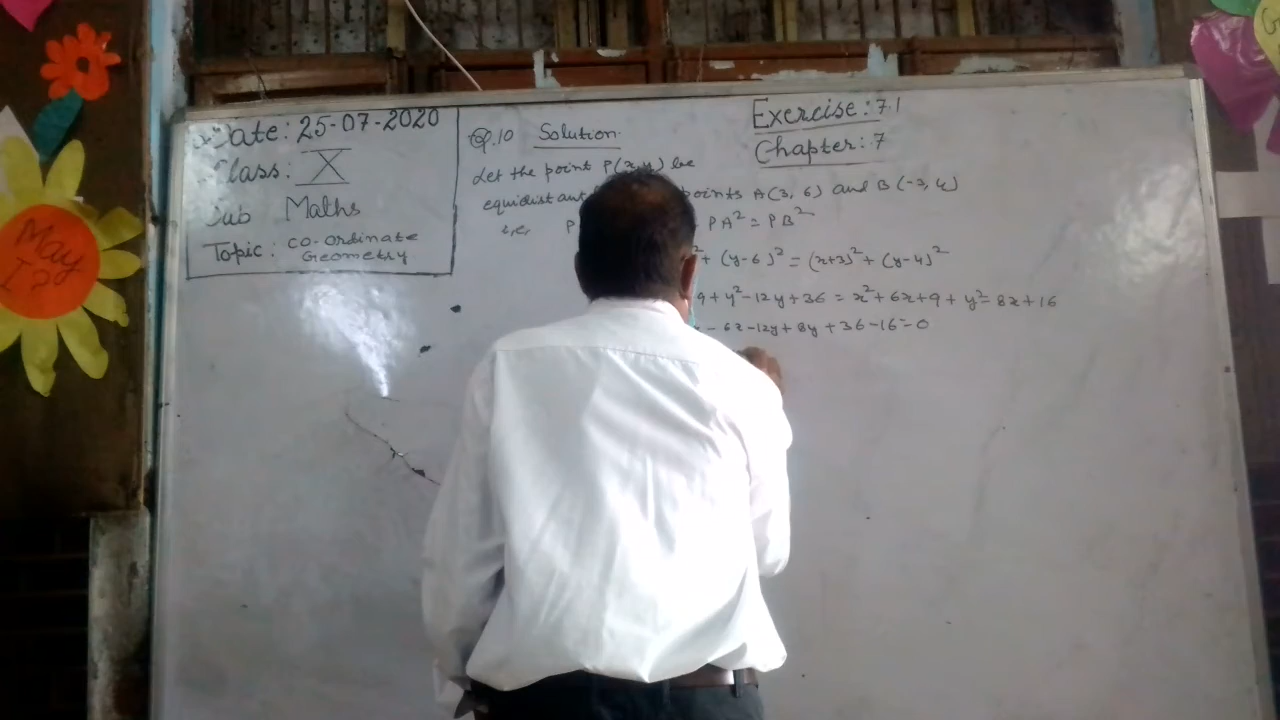 Date: 25-07-2020
Class: X
Sub Maths
Topic: Co-ordinate Geometry
Exercise: 7.1
Chapter: 7
Q.10 Solution
Let the point P(x,y) be
equidistant points A(3, 6) and B(-3, 4)
i.e. P PA² = PB²
² + (y-6)² = (x+3)² + (y-4)²
9 + y² - 12y + 36 = x² + 6x + 9 + y² - 8x + 16
- 6x - 12y + 8y + 36 - 16 = 0
May I